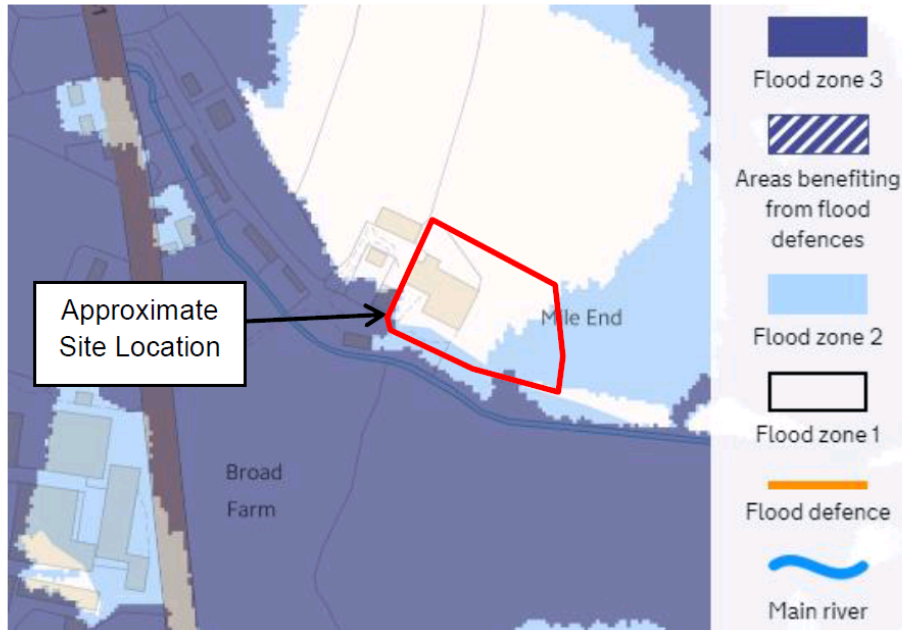 Approximate
Site Location
Mile End
Broad
Farm
Flood zone 3
Areas benefiting
from flood
defences
Flood zone 2
Flood zone 1
Flood defence
Main river